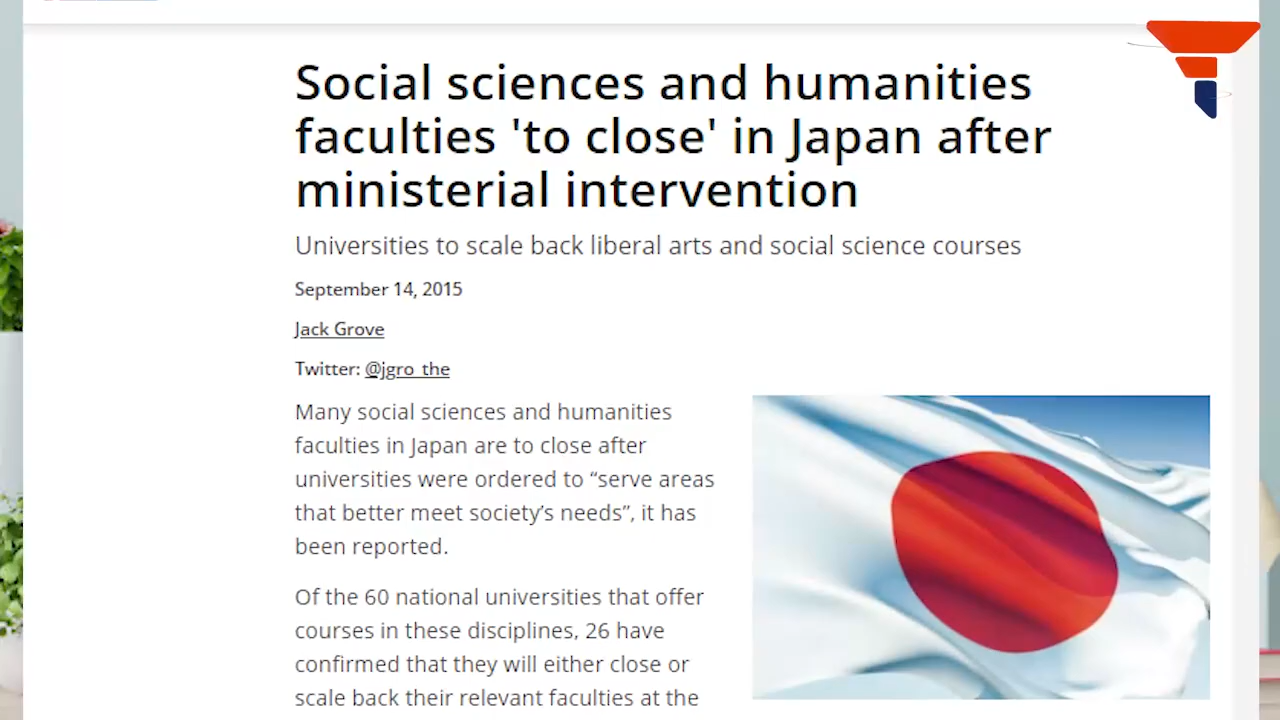 Social sciences and humanities
faculties 'to close' in Japan after
ministerial intervention
Universities to scale back liberal arts and social science courses
September 14, 2015
Jack Grove
Twitter: @jgro_the
Many social sciences and humanities
faculties in Japan are to close after
universities were ordered to “serve areas
that better meet society’s needs”, it has
been reported.
Of the 60 national universities that offer
courses in these disciplines, 26 have
confirmed that they will either close or
scale back their relevant faculties at the